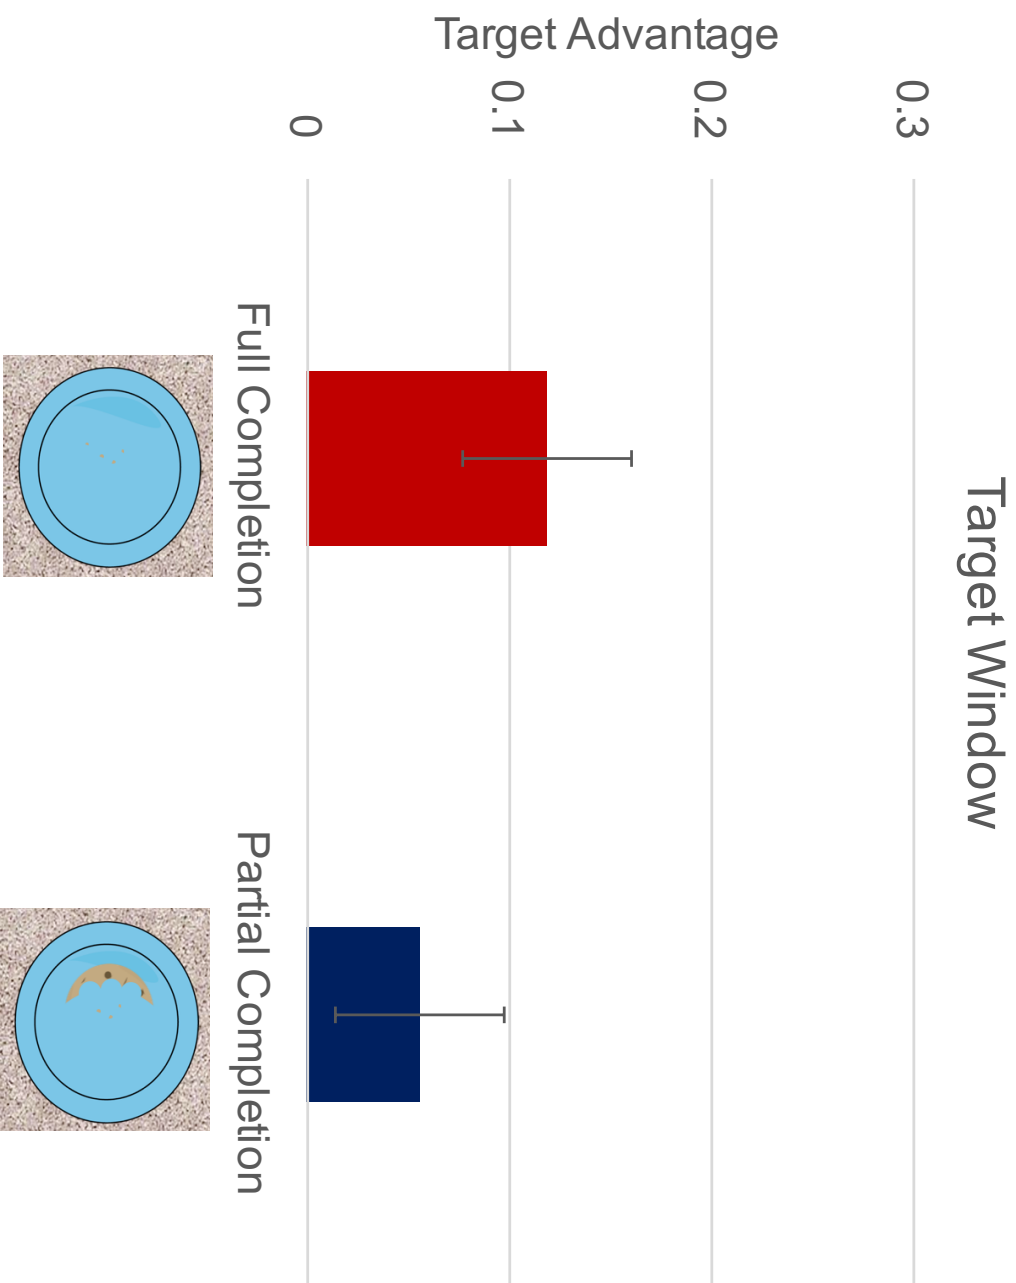 Target Window
Target Advantage
0.3
0.2
0.1
0
Full Completion
Partial Completion